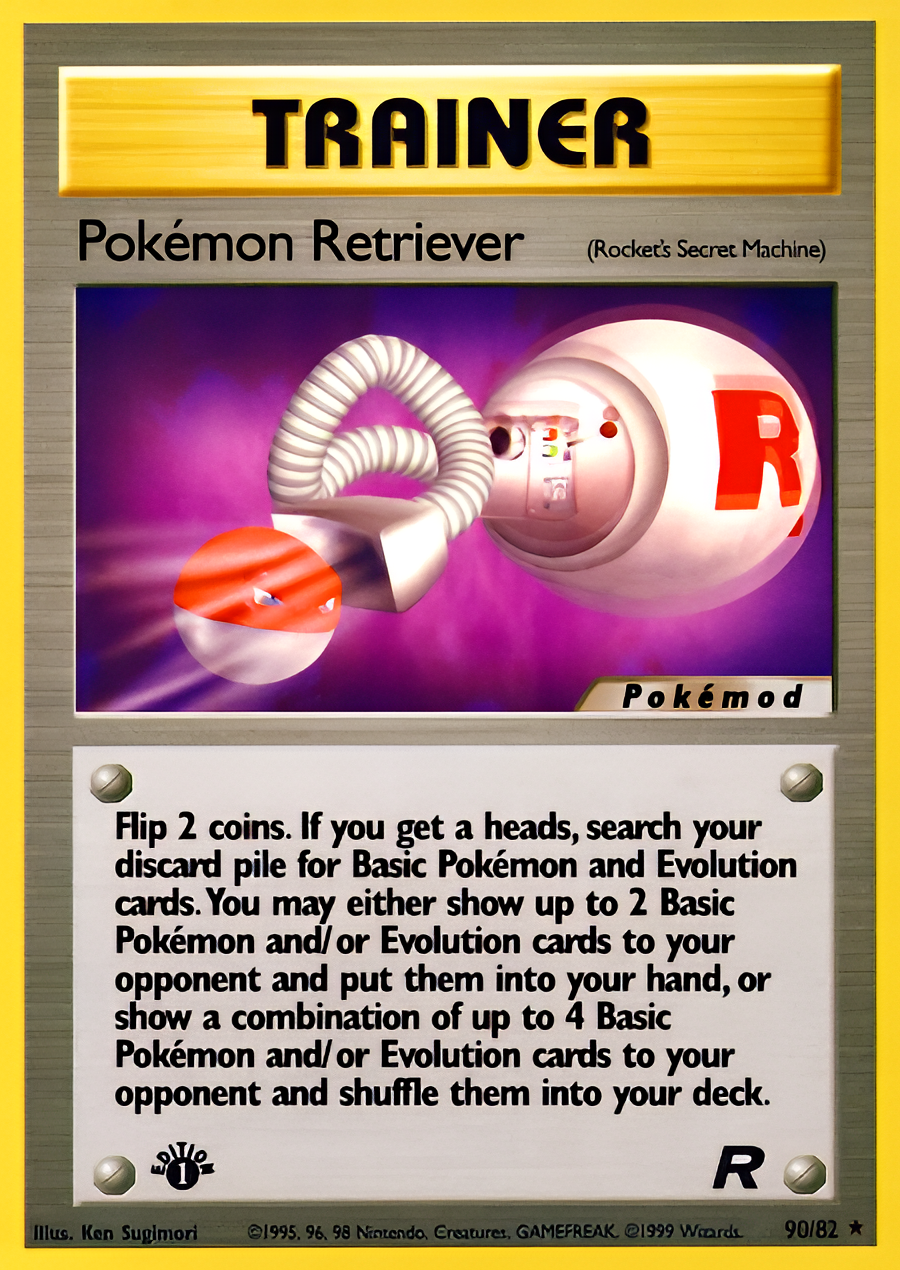 TRAINER
Pokémon Retriever (Rocket's Secret Machine)
R
Pokémod
Flip 2 coins. If you get a heads, search your
discard pile for Basic Pokémon and Evolution
cards. You may either show up to 2 Basic
Pokémon and/or Evolution cards to your
opponent and put them into your hand, or
show a combination of up to 4 Basic
Pokémon and/or Evolution cards to your
opponent and shuffle them into your deck.
EDITION
1
R
Illus. Ken Sugimori ©1995, 96, 98 Nintendo, Creatures, GAMEFREAK. ©1999 Wizards. 90/82 ★